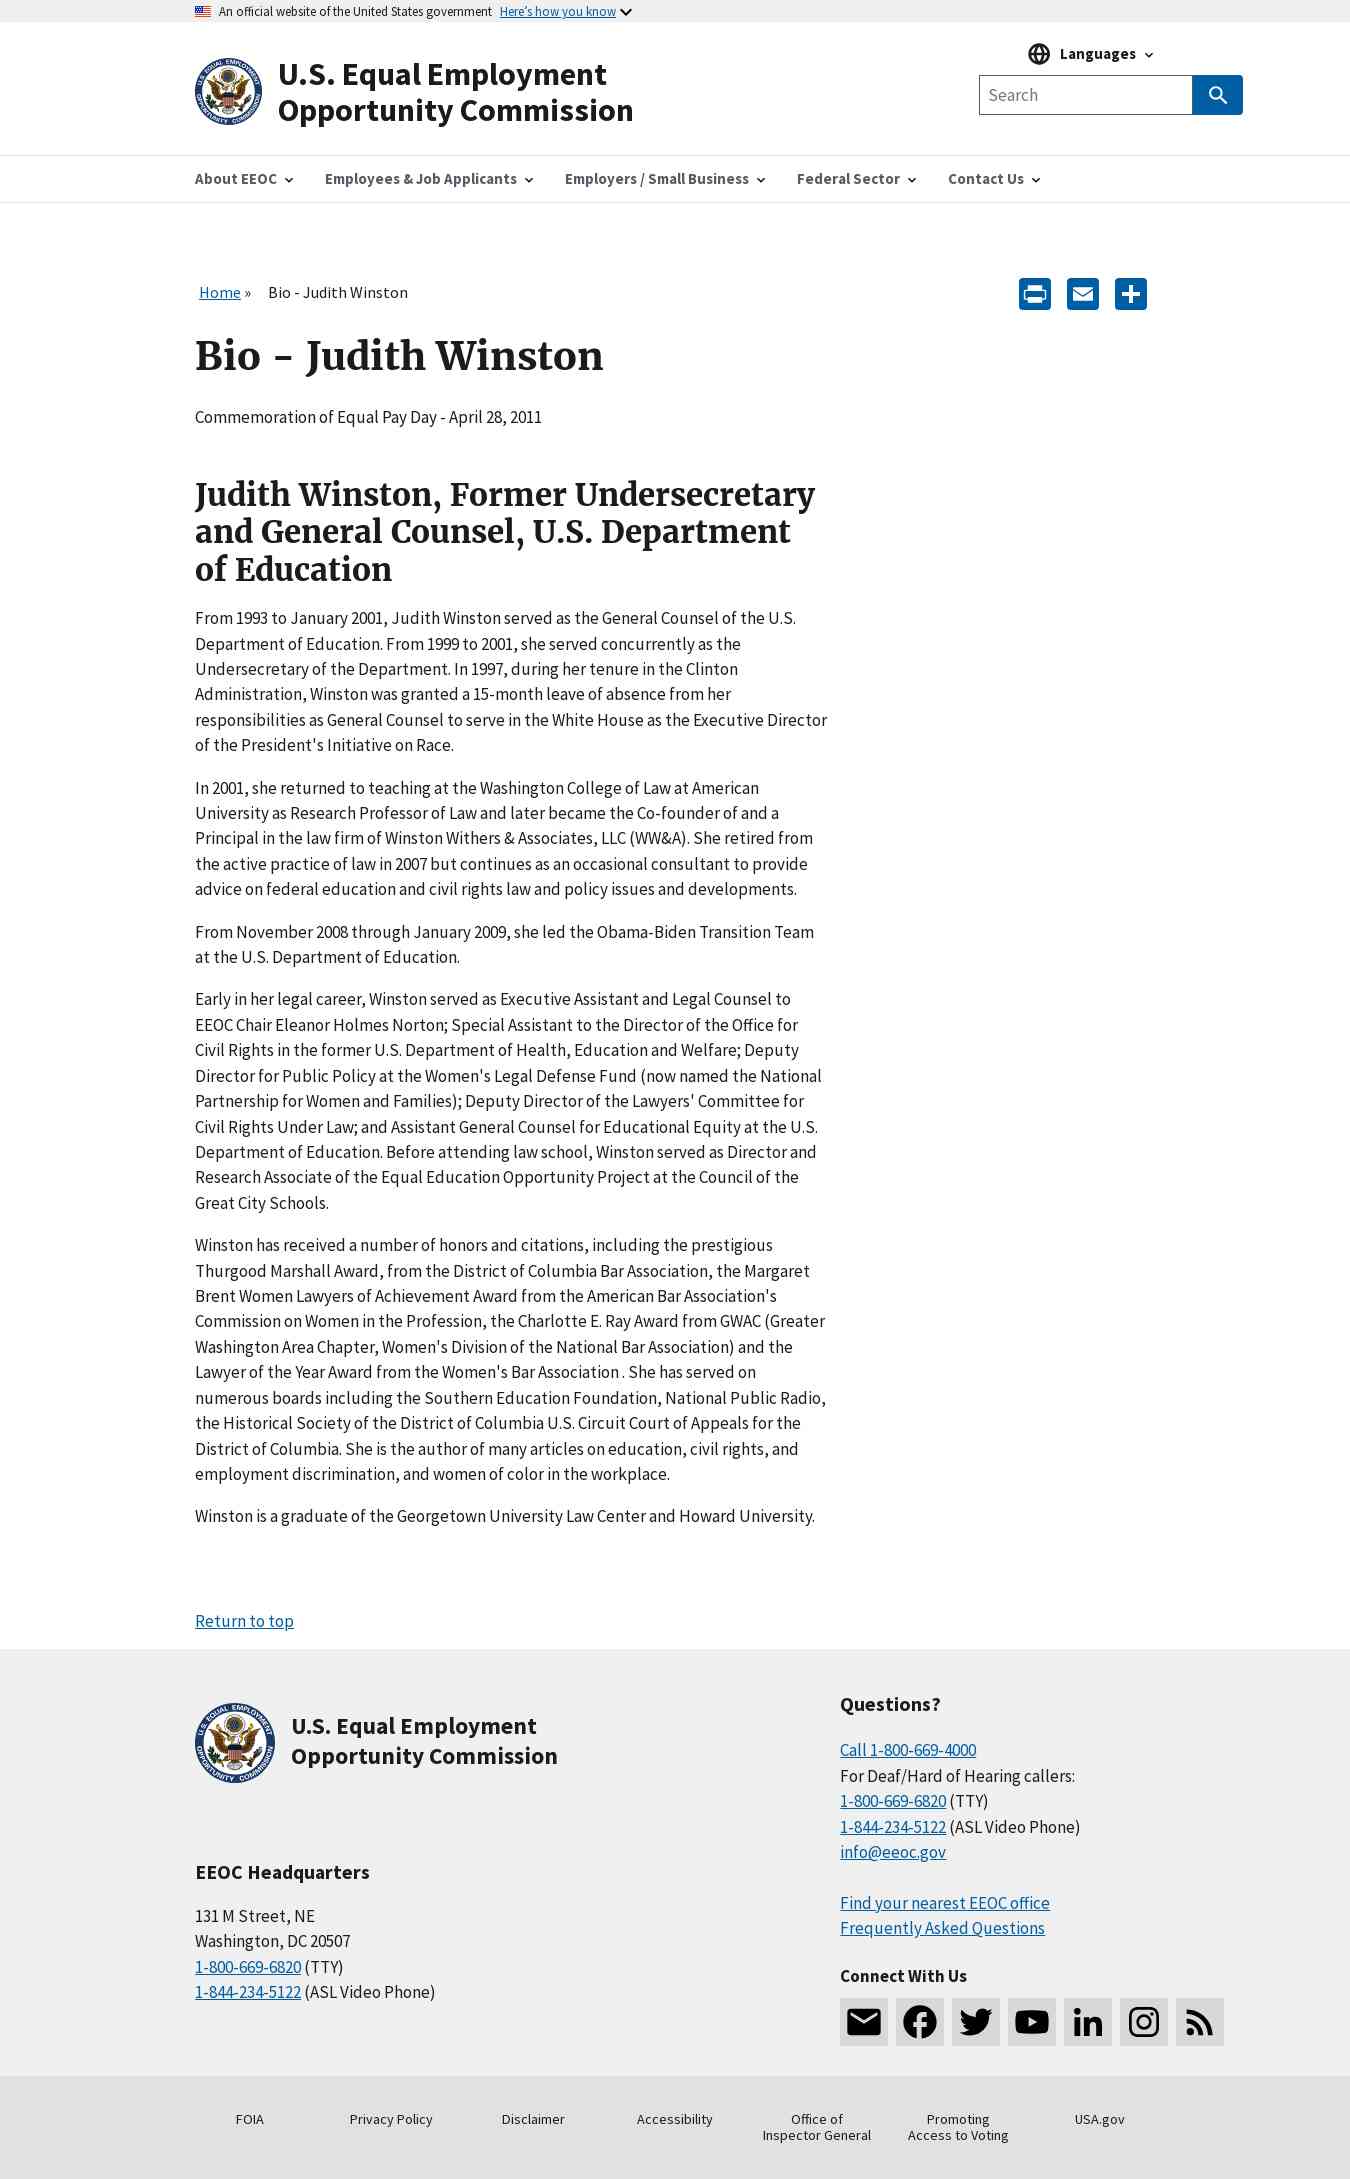 An official website of the United States government Here's how you know
U.S. Equal Employment
Opportunity Commission
Languages
Search
About EEOC
Employees & Job Applicants
Employers / Small Business
Federal Sector
Contact Us
Home » Bio - Judith Winston
Bio - Judith Winston
Commemoration of Equal Pay Day - April 28, 2011
Judith Winston, Former Undersecretary
and General Counsel, U.S. Department
of Education
From 1993 to January 2001, Judith Winston served as the General Counsel of the U.S.
Department of Education. From 1999 to 2001, she served concurrently as the
Undersecretary of the Department. In 1997, during her tenure in the Clinton
Administration, Winston was granted a 15-month leave of absence from her
responsibilities as General Counsel to serve in the White House as the Executive Director
of the President's Initiative on Race.
In 2001, she returned to teaching at the Washington College of Law at American
University as Research Professor of Law and later became the Co-founder of and a
Principal in the law firm of Winston Withers & Associates, LLC (WW&A). She retired from
the active practice of law in 2007 but continues as an occasional consultant to provide
advice on federal education and civil rights law and policy issues and developments.
From November 2008 through January 2009, she led the Obama-Biden Transition Team
at the U.S. Department of Education.
Early in her legal career, Winston served as Executive Assistant and Legal Counsel to
EEOC Chair Eleanor Holmes Norton; Special Assistant to the Director of the Office for
Civil Rights in the former U.S. Department of Health, Education and Welfare; Deputy
Director for Public Policy at the Women's Legal Defense Fund (now named the National
Partnership for Women and Families); Deputy Director of the Lawyers' Committee for
Civil Rights Under Law; and Assistant General Counsel for Educational Equity at the U.S.
Department of Education. Before attending law school, Winston served as Director and
Research Associate of the Equal Education Opportunity Project at the Council of the
Great City Schools.
Winston has received a number of honors and citations, including the prestigious
Thurgood Marshall Award, from the District of Columbia Bar Association, the Margaret
Brent Women Lawyers of Achievement Award from the American Bar Association's
Commission on Women in the Profession, the Charlotte E. Ray Award from GWAC (Greater
Washington Area Chapter, Women's Division of the National Bar Association) and the
Lawyer of the Year Award from the Women's Bar Association . She has served on
numerous boards including the Southern Education Foundation, National Public Radio,
the Historical Society of the District of Columbia U.S. Circuit Court of Appeals for the
District of Columbia. She is the author of many articles on education, civil rights, and
employment discrimination, and women of color in the workplace.
Winston is a graduate of the Georgetown University Law Center and Howard University.
Return to top
U.S. Equal Employment
Opportunity Commission
EEOC Headquarters
131 M Street, NE
Washington, DC 20507
1-800-669-6820 (TTY)
1-844-234-5122 (ASL Video Phone)
Questions?
Call 1-800-669-4000
For Deaf/Hard of Hearing callers:
1-800-669-6820 (TTY)
1-844-234-5122 (ASL Video Phone)
info@eeoc.gov
Find your nearest EEOC office
Frequently Asked Questions
Connect With Us
FOIA
Privacy Policy
Disclaimer
Accessibility
Office of
Inspector General
Promoting
Access to Voting
USA.gov